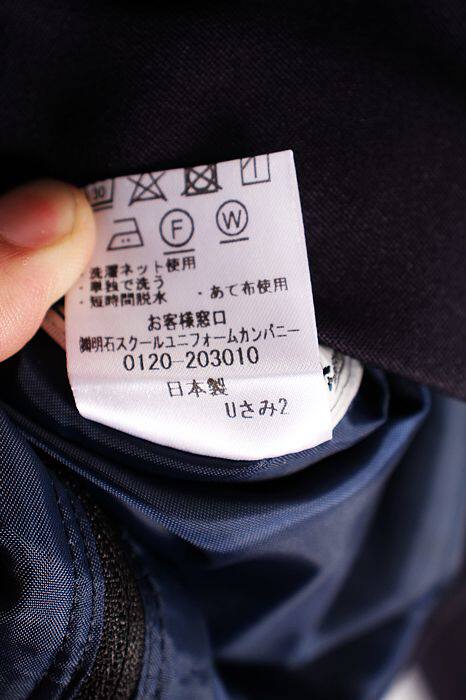 30
F W
・洗濯ネット使用
・単独で洗う
・短時間脱水 ・あて布使用
お客様窓口
㈱明石スクールユニフォームカンパニー
0120-203010
日本製
Uさみ2